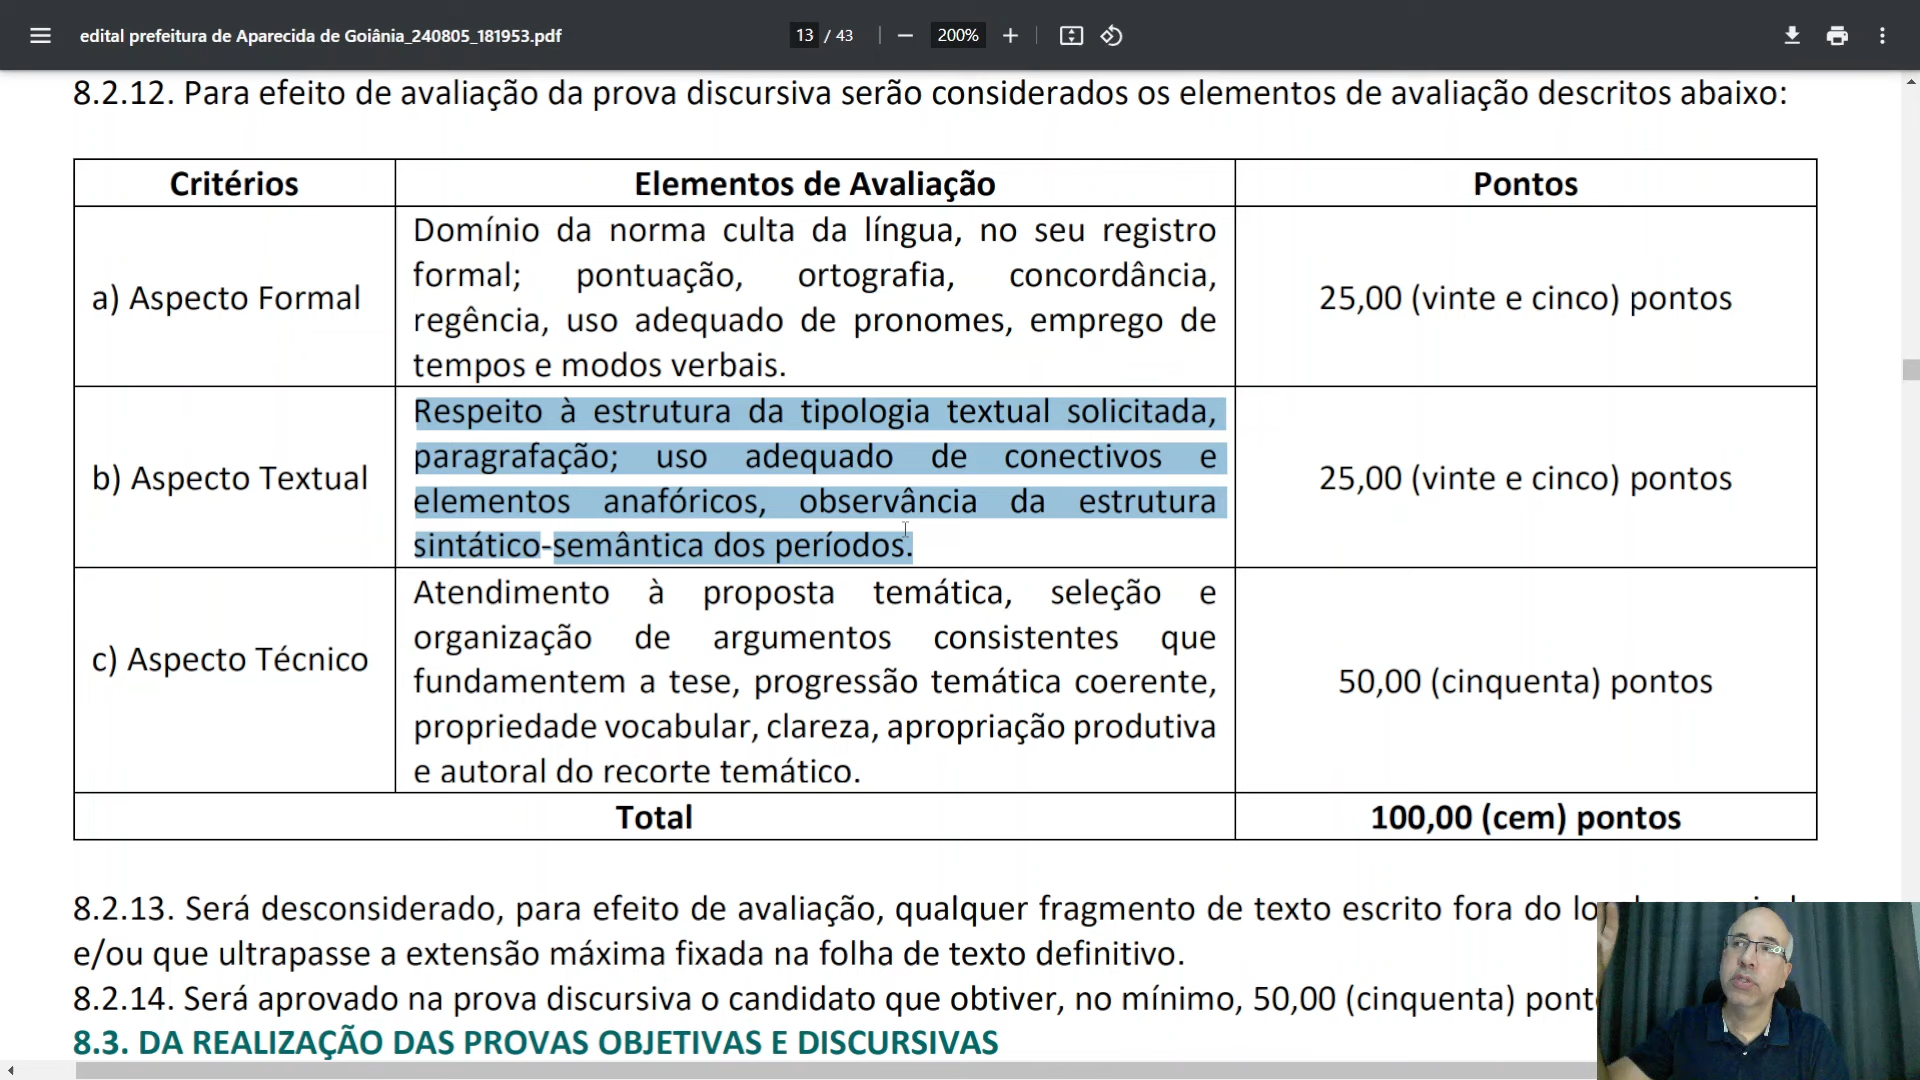 edital prefeitura de Aparecida de Goiânia_240805_181953.pdf
13 / 43
200%
8.2.12. Para efeito de avaliação da prova discursiva serão considerados os elementos de avaliação descritos abaixo:
Critérios
Elementos de Avaliação
Pontos
a) Aspecto Formal
Domínio da norma culta da língua, no seu registro
formal; pontuação, ortografia, concordância,
regência, uso adequado de pronomes, emprego de
tempos e modos verbais.
25,00 (vinte e cinco) pontos
b) Aspecto Textual
Respeito à estrutura da tipologia textual solicitada,
paragrafação; uso adequado de conectivos e
elementos anafóricos, observância da estrutura
sintático-semântica dos períodos.
25,00 (vinte e cinco) pontos
c) Aspecto Técnico
Atendimento à proposta temática, seleção e
organização de argumentos consistentes que
fundamentem a tese, progressão temática coerente,
propriedade vocabular, clareza, apropriação produtiva
e autoral do recorte temático.
50,00 (cinquenta) pontos
Total
100,00 (cem) pontos
8.2.13. Será desconsiderado, para efeito de avaliação, qualquer fragmento de texto escrito fora do
e/ou que ultrapasse a extensão máxima fixada na folha de texto definitivo.
8.2.14. Será aprovado na prova discursiva o candidato que obtiver, no mínimo, 50,00 (cinquenta)
8.3. DA REALIZAÇÃO DAS PROVAS OBJETIVAS E DISCURSIVAS